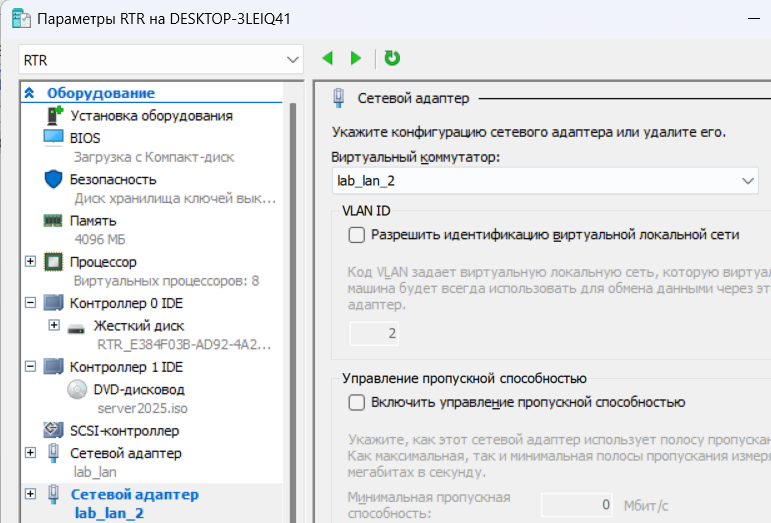 Параметры RTR на DESKTOP-3LEIQ41
RTR
Оборудование
Установка оборудования
BIOS
Загрузка с Компакт-диск
Безопасность
Диск хранилища ключей вык...
Память
4096 МБ
Процессор
Виртуальных процессоров: 8
Контроллер 0 IDE
Жесткий диск
RTR_E384F03B-AD92-4A2...
Контроллер 1 IDE
DVD-дисковод
server2025.iso
SCSI-контроллер
Сетевой адаптер
lab_lan
Сетевой адаптер
lab_lan_2
Сетевой адаптер
Укажите конфигурацию сетевого адаптера или удалите его.
Виртуальный коммутатор:
lab_lan_2
VLAN ID
Разрешить идентификацию виртуальной локальной сети
Код VLAN задает виртуальную локальную сеть, которую виртуа
машина будет всегда использовать для обмена данными через эт
адаптер.
2
Управление пропускной способностью
Включить управление пропускной способностью
Укажите, как этот сетевой адаптер использует полосу пропускан
Как максимальная, так и минимальная полосы пропускания измеря
мегабитах в секунду.
Минимальная пропускная
способность:
0 Мбит/с